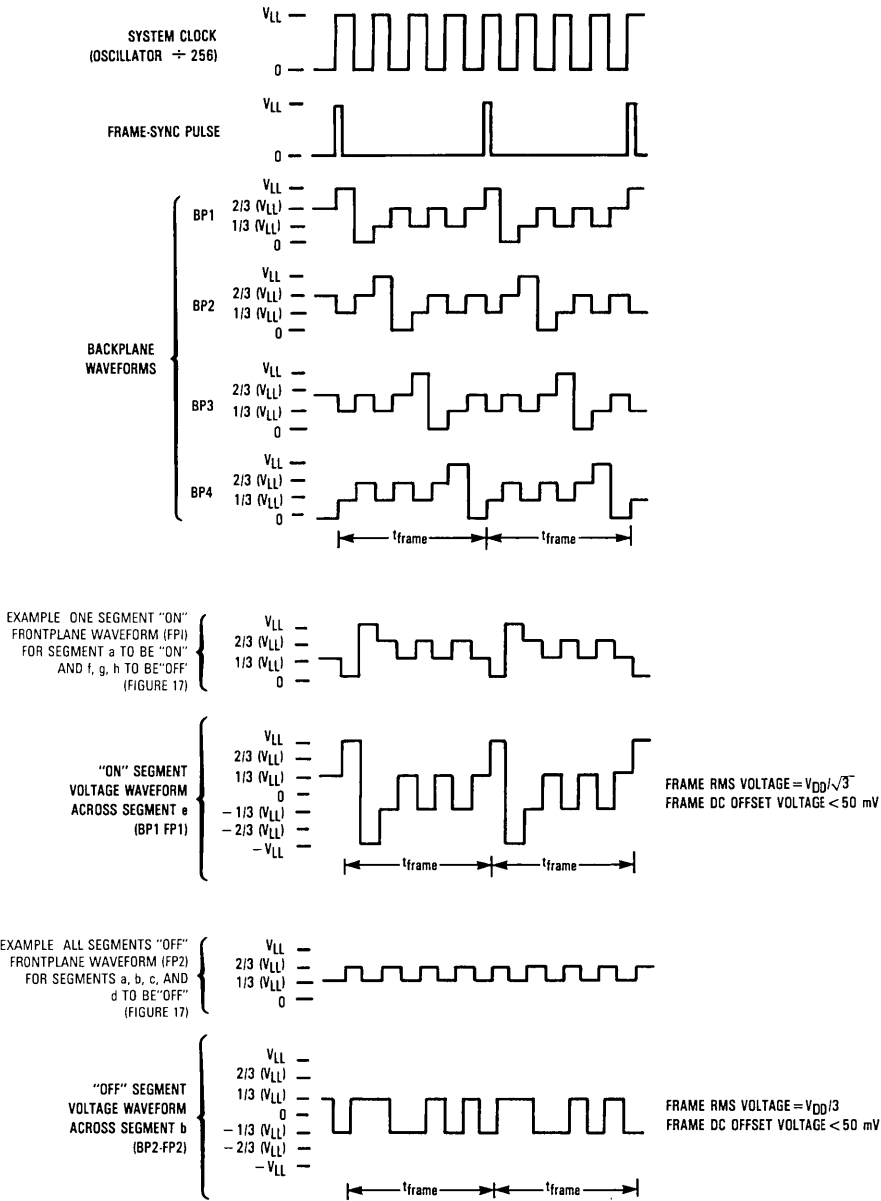 SYSTEM CLOCK
(OSCILLATOR ÷ 256)
VLL
0
FRAME-SYNC PULSE
VLL
0
BACKPLANE
WAVEFORMS
BP1
VLL
2/3 (VLL)
1/3 (VLL)
0
BP2
VLL
2/3 (VLL)
1/3 (VLL)
0
BP3
VLL
2/3 (VLL)
1/3 (VLL)
0
BP4
VLL
2/3 (VLL)
1/3 (VLL)
0
tframe tframe
EXAMPLE ONE SEGMENT "ON"
FRONTPLANE WAVEFORM (FPI)
FOR SEGMENT a TO BE "ON"
AND f, g, h TO BE"OFF'
(FIGURE 17)
VLL
2/3 (VLL)
1/3 (VLL)
0
"ON" SEGMENT
VOLTAGE WAVEFORM
ACROSS SEGMENT e
(BP1 FP1)
VLL
2/3 (VLL)
1/3 (VLL)
0
– 1/3 (VLL)
– 2/3 (VLL)
– VLL
FRAME RMS VOLTAGE = VDD/√3
FRAME DC OFFSET VOLTAGE < 50 mV
tframe tframe
EXAMPLE ALL SEGMENTS "OFF"
FRONTPLANE WAVEFORM (FP2)
FOR SEGMENTS a, b, c, AND
d TO BE"OFF"
(FIGURE 17)
VLL
2/3 (VLL)
1/3 (VLL)
0
"OFF" SEGMENT
VOLTAGE WAVEFORM
ACROSS SEGMENT b
(BP2-FP2)
VLL
2/3 (VLL)
1/3 (VLL)
0
– 1/3 (VLL)
– 2/3 (VLL)
– VLL
FRAME RMS VOLTAGE = VDD/3
FRAME DC OFFSET VOLTAGE < 50 mV
tframe tframe